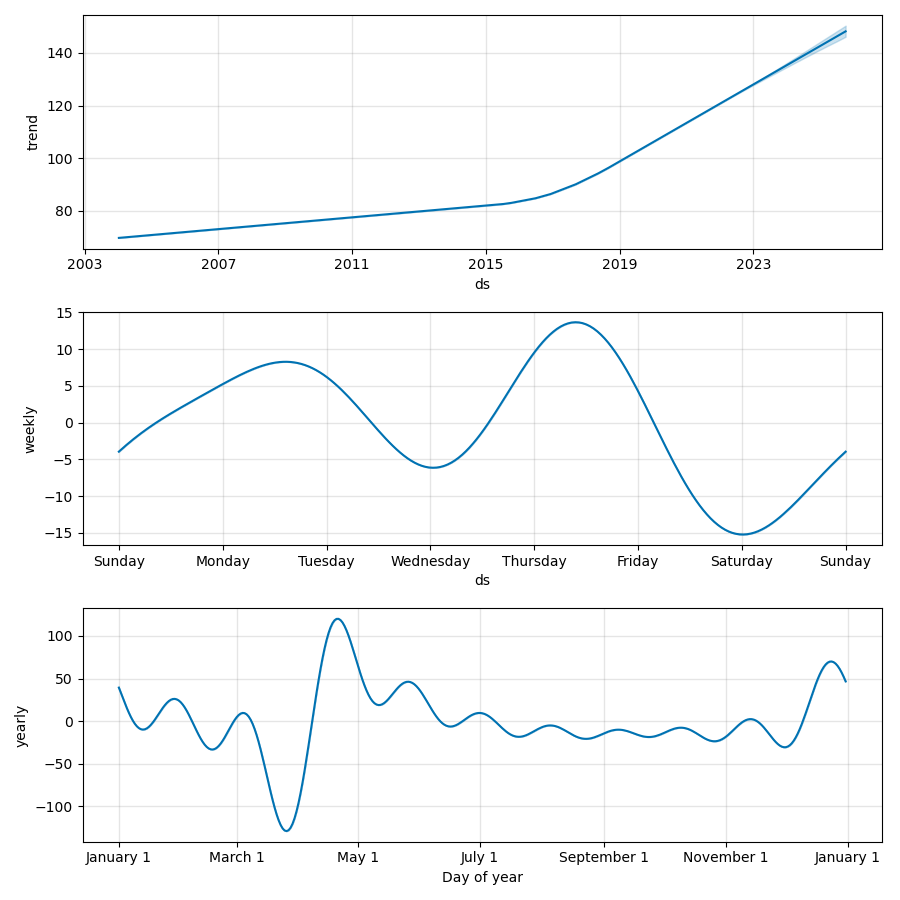 140
120
100
80
trend
2003 2007 2011 2015 2019 2023
ds
15
10
5
0
−5
−10
−15
weekly
Sunday Monday Tuesday Wednesday Thursday Friday Saturday Sunday
ds
100
50
0
−50
−100
yearly
January 1 March 1 May 1 July 1 September 1 November 1 January 1
Day of year